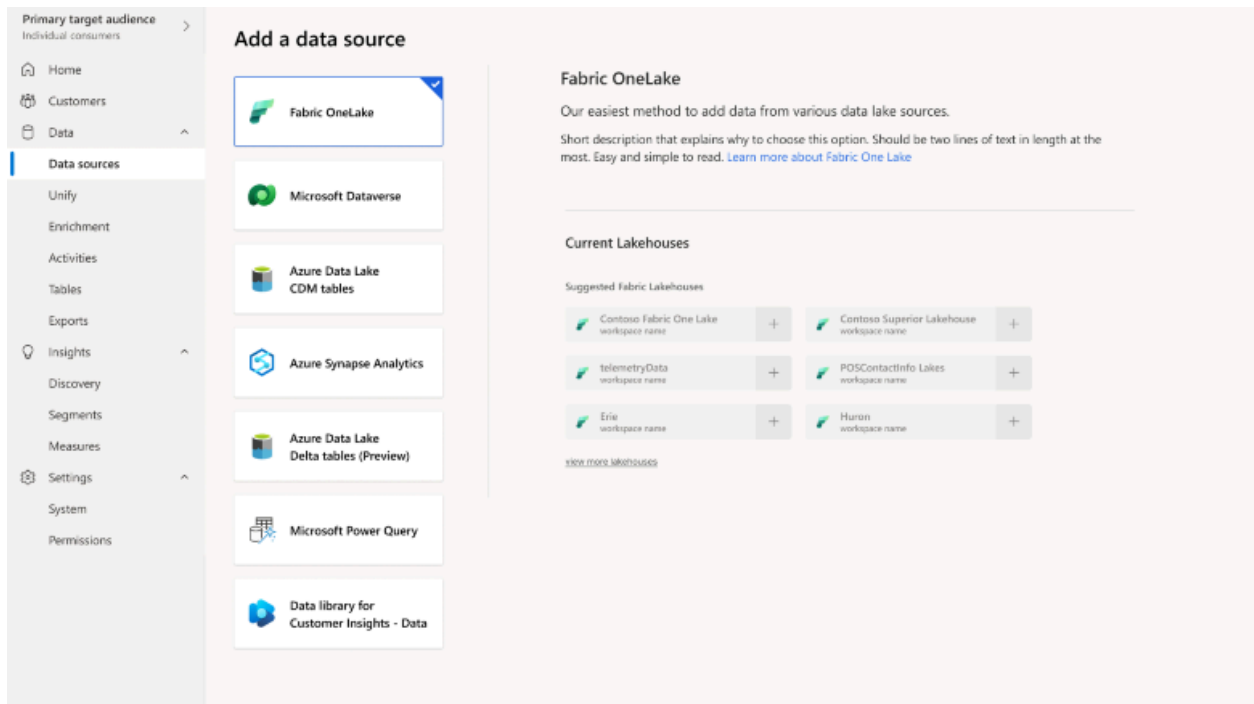 Primary target audience
Individual consumers
Home
Customers
Data
Data sources
Unify
Enrichment
Activities
Tables
Exports
Insights
Discovery
Segments
Measures
Settings
System
Permissions
Add a data source
Fabric OneLake
Microsoft Dataverse
Azure Data Lake
CDM tables
Azure Synapse Analytics
Azure Data Lake
Delta tables (Preview)
Microsoft Power Query
Data library for
Customer Insights - Data
Fabric OneLake
Our easiest method to add data from various data lake sources.
Short description that explains why to choose this option. Should be two lines of text in length at the
most. Easy and simple to read. Learn more about Fabric One Lake
Current Lakehouses
Suggested Fabric Lakehouses
Contoso Fabric One Lake
workspace name
Contoso Superior Lakehouse
workspace name
telemetryData
workspace name
POSContactInfo Lakes
workspace name
Erie
workspace name
Huron
workspace name
view more lakehouses